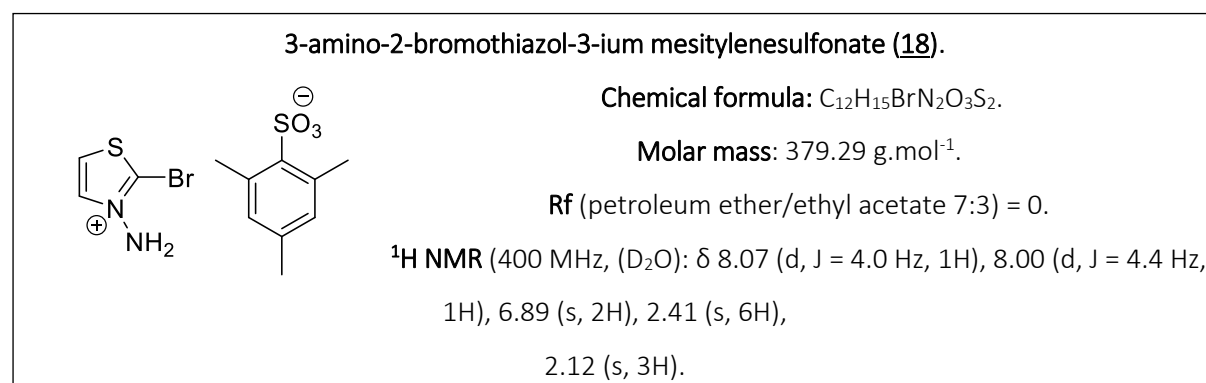 3-amino-2-bromothiazol-3-ium mesitylenesulfonate (18).
Chemical formula: C₁₂H₁₅BrN₂O₃S₂.
Molar mass: 379.29 g.mol⁻¹.
Rf (petroleum ether/ethyl acetate 7:3) = 0.
¹H NMR (400 MHz, (D₂O): δ 8.07 (d, J = 4.0 Hz, 1H), 8.00 (d, J = 4.4 Hz,
1H), 6.89 (s, 2H), 2.41 (s, 6H),
2.12 (s, 3H).
S
Br
N
⊕
NH₂
⊖
SO₃